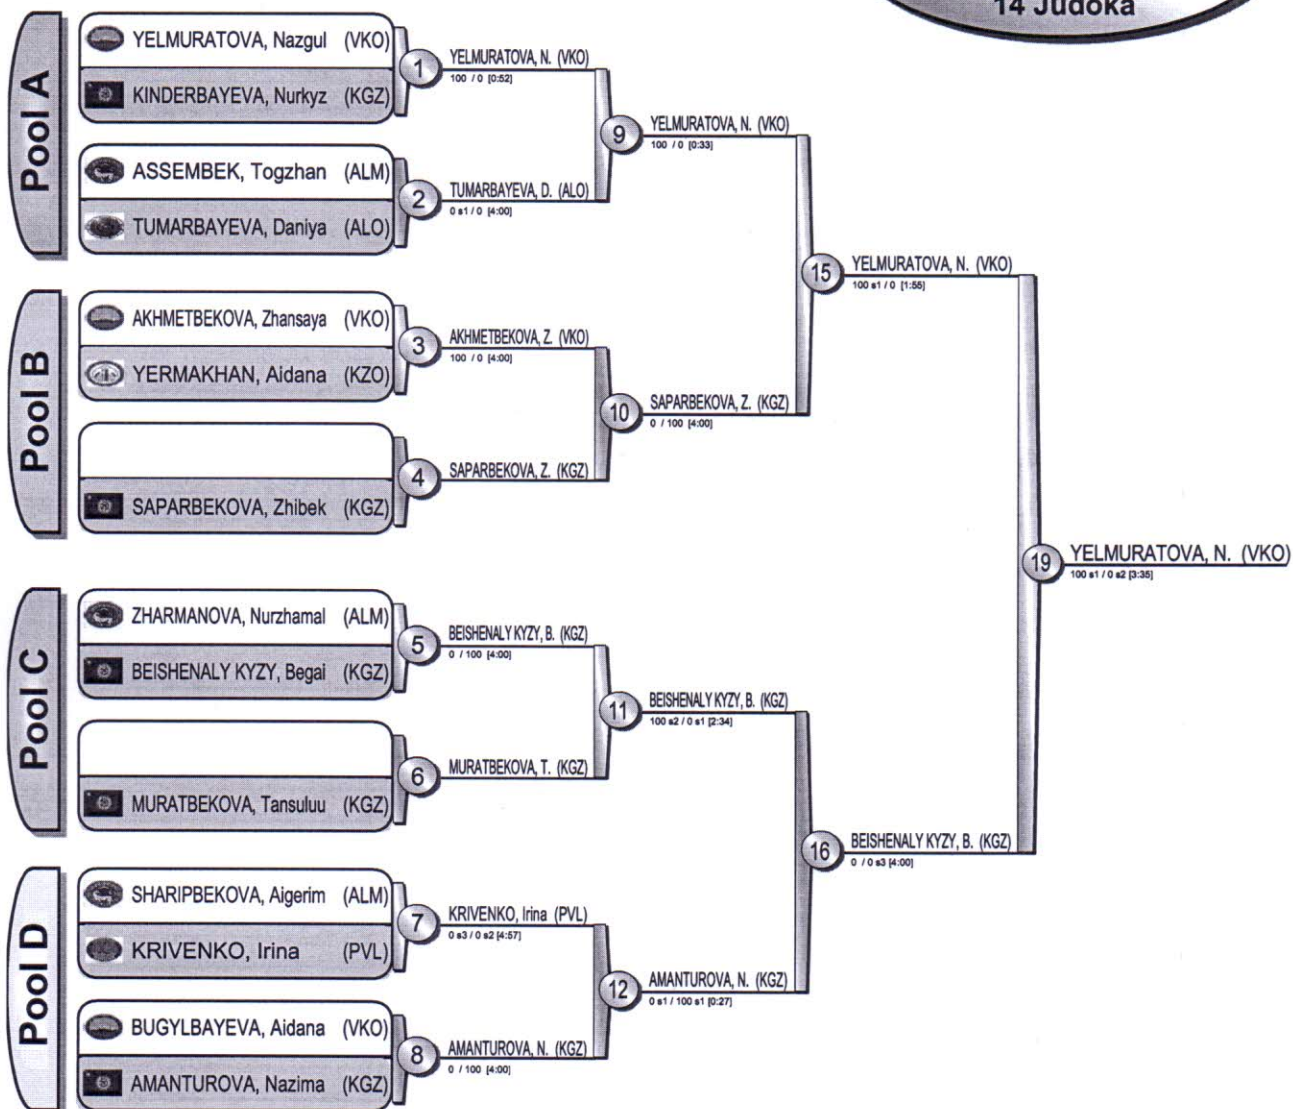 14 Judoka
Pool A
YELMURATOVA, Nazgul (VKO)
KINDERBAYEVA, Nurkyz (KGZ)
1
YELMURATOVA, N. (VKO)
100 / 0 [0:52]
ASSEMBEK, Togzhan (ALM)
TUMARBAYEVA, Daniya (ALO)
2
TUMARBAYEVA, D. (ALO)
0 s1 / 0 [4:00]
9
YELMURATOVA, N. (VKO)
100 / 0 [0:33]
Pool B
AKHMETBEKOVA, Zhansaya (VKO)
YERMAKHAN, Aidana (KZO)
3
AKHMETBEKOVA, Z. (VKO)
100 / 0 [4:00]
SAPARBEKOVA, Zhibek (KGZ)
4
SAPARBEKOVA, Z. (KGZ)
10
SAPARBEKOVA, Z. (KGZ)
0 / 100 [4:00]
15
YELMURATOVA, N. (VKO)
100 s1 / 0 [1:55]
Pool C
ZHARMANOVA, Nurzhamal (ALM)
BEISHENALY KYZY, Begai (KGZ)
5
BEISHENALY KYZY, B. (KGZ)
0 / 100 [4:00]
MURATBEKOVA, Tansuluu (KGZ)
6
MURATBEKOVA, T. (KGZ)
11
BEISHENALY KYZY, B. (KGZ)
100 s2 / 0 s1 [2:34]
Pool D
SHARIPBEKOVA, Aigerim (ALM)
KRIVENKO, Irina (PVL)
7
KRIVENKO, Irina (PVL)
0 s3 / 0 s2 [4:57]
BUGYLBAYEVA, Aidana (VKO)
AMANTUROVA, Nazima (KGZ)
8
AMANTUROVA, N. (KGZ)
0 / 100 [4:00]
12
AMANTUROVA, N. (KGZ)
0 s1 / 100 s1 [0:27]
16
BEISHENALY KYZY, B. (KGZ)
0 / 0 s3 [4:00]
19
YELMURATOVA, N. (VKO)
100 s1 / 0 s2 [3:35]